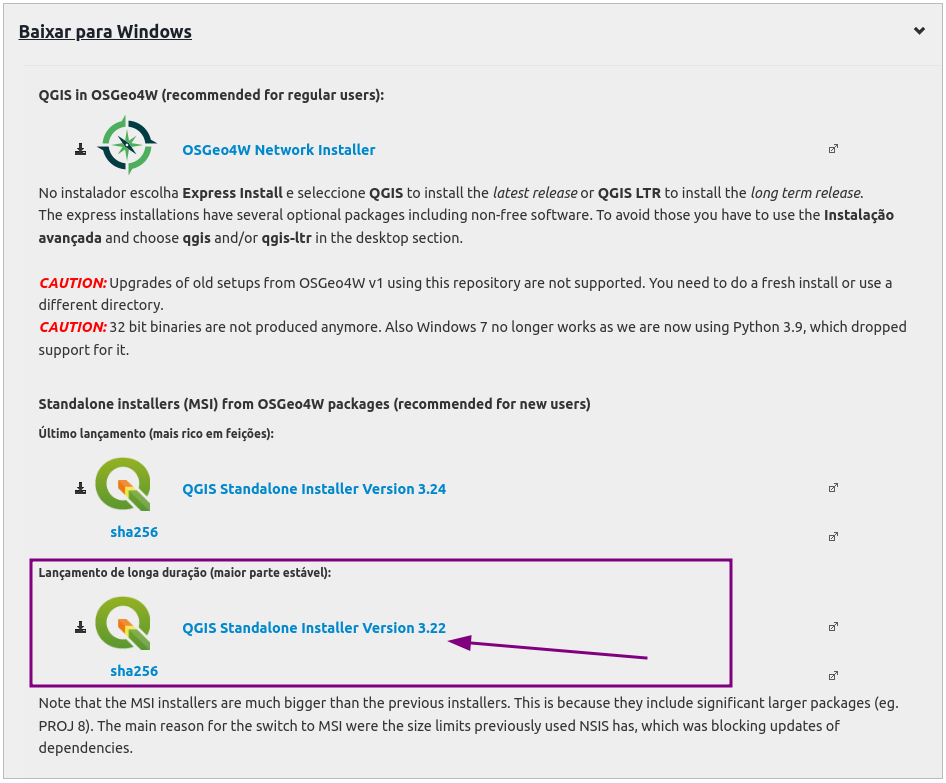 Baixar para Windows
QGIS in OSGeo4W (recommended for regular users):
OSGeo4W Network Installer
No instalador escolha Express Install e seleccione QGIS to install the latest release or QGIS LTR to install the long term release.
The express installations have several optional packages including non-free software. To avoid those you have to use the Instalação
avançada and choose qgis and/or qgis-ltr in the desktop section.
CAUTION: Upgrades of old setups from OSGeo4W v1 using this repository are not supported. You need to do a fresh install or use a
different directory.
CAUTION: 32 bit binaries are not produced anymore. Also Windows 7 no longer works as we are now using Python 3.9, which dropped
support for it.
Standalone installers (MSI) from OSGeo4W packages (recommended for new users)
Último lançamento (mais rico em feições):
QGIS Standalone Installer Version 3.24
sha256
Lançamento de longa duração (maior parte estável):
QGIS Standalone Installer Version 3.22
sha256
Note that the MSI installers are much bigger than the previous installers. This is because they include significant larger packages (eg.
PROJ 8). The main reason for the switch to MSI were the size limits previously used NSIS has, which was blocking updates of
dependencies.